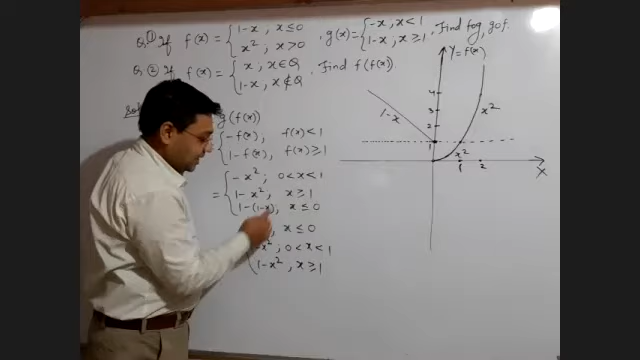 Q.① If f(x) = { 1-x , x ≤ 0
x² , x > 0 , g(x) = { -x , x < 1
1-x , x ≥ 1 . Find fog, gof.
Q.② If f(x) = { x , x ∈ Q
1-x , x ∉ Q . Find f(f(x))
g(f(x))
{ -f(x), f(x) < 1
1-f(x), f(x) ≥ 1
= { -x² ; 0 < x < 1
1-x² , x ≥ 1
1-(1-x) , x ≤ 0
, x ≤ 0
x² ; 0 < x < 1
1-x² , x ≥ 1
Y = f(x)
4
3
2
1
1-x
x²
x²
1 2
X